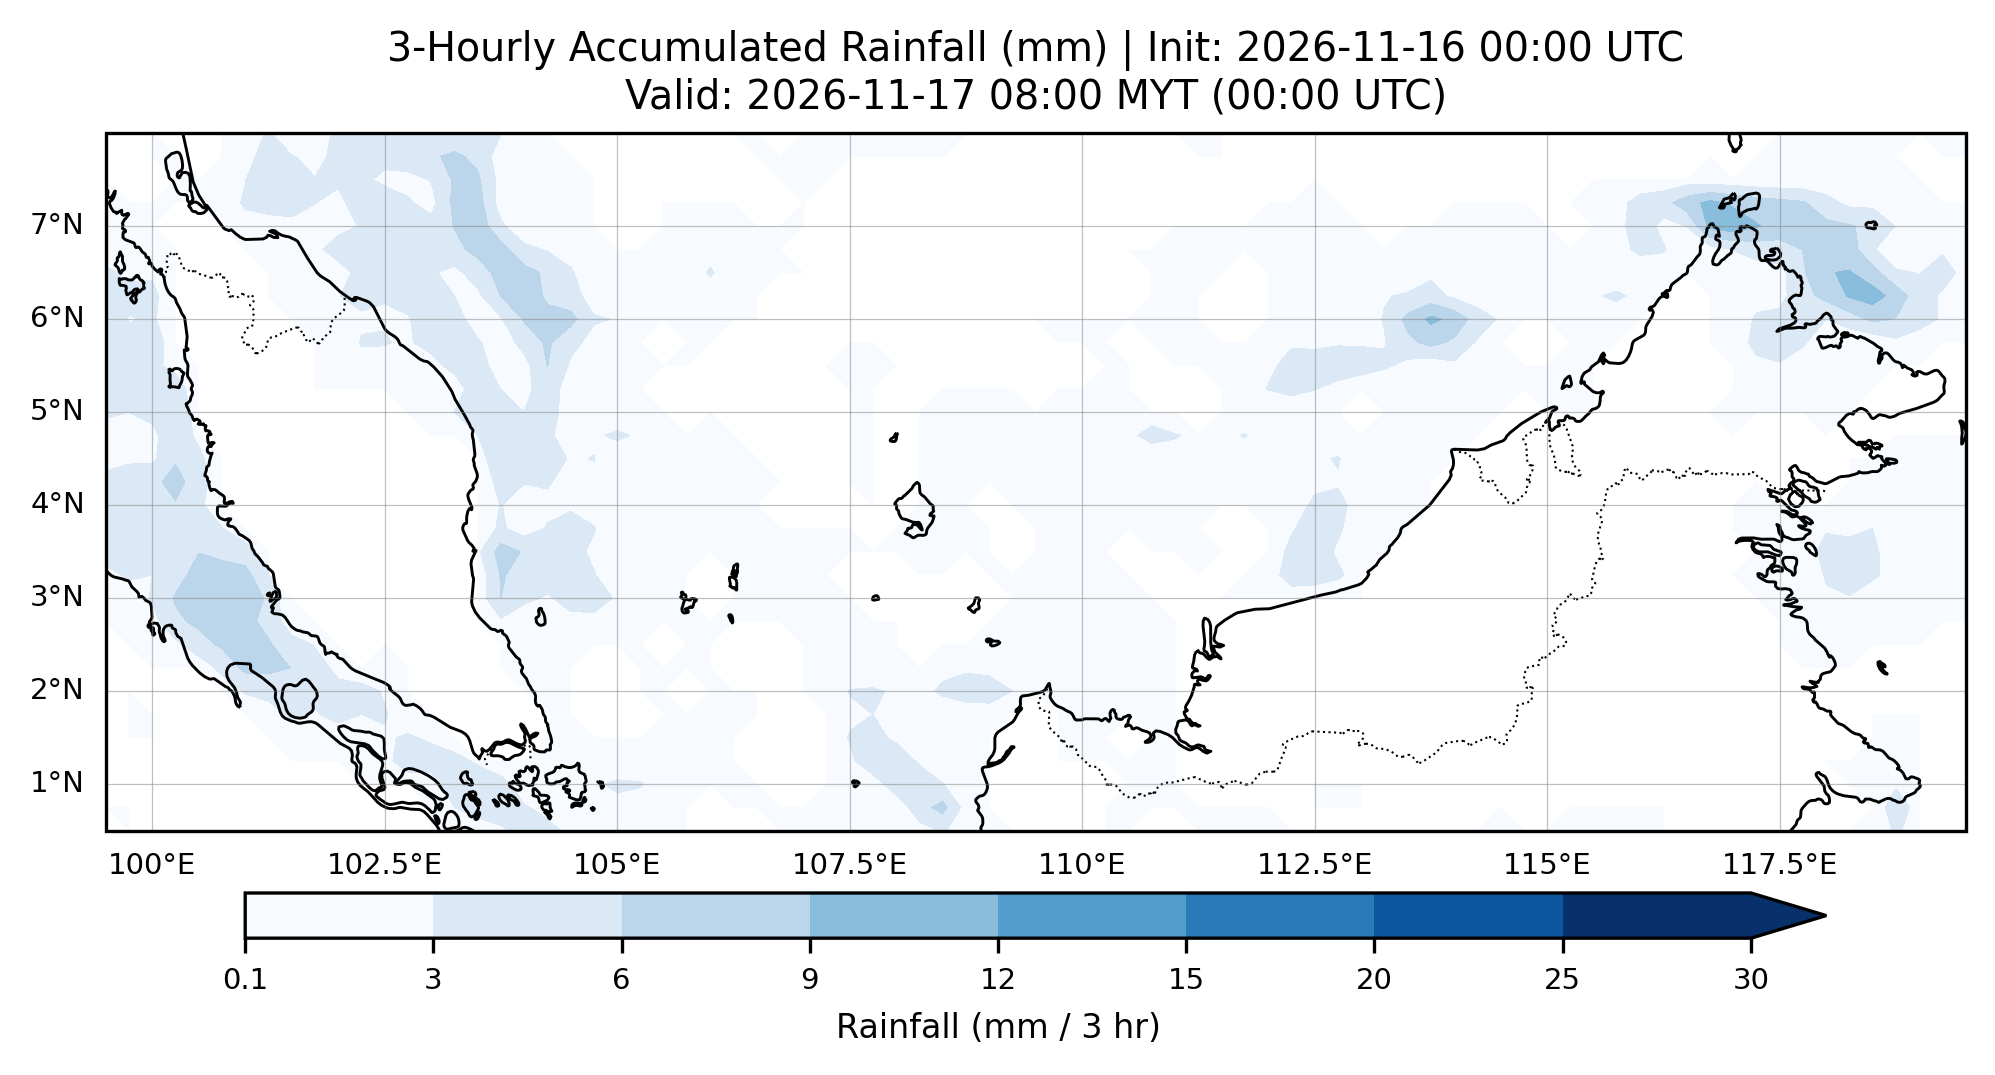 3-Hourly Accumulated Rainfall (mm) | Init: 2026-11-16 00:00 UTC
Valid: 2026-11-17 08:00 MYT (00:00 UTC)
7°N
6°N
5°N
4°N
3°N
2°N
1°N
100°E 102.5°E 105°E 107.5°E 110°E 112.5°E 115°E 117.5°E
0.1 3 6 9 12 15 20 25 30
Rainfall (mm / 3 hr)